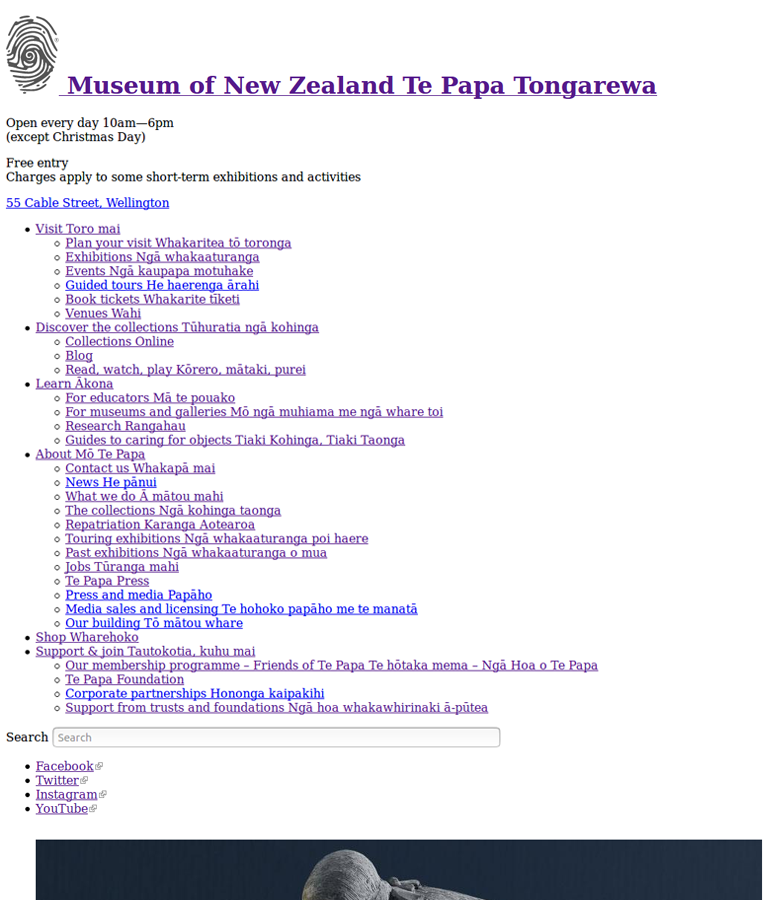 Museum of New Zealand Te Papa Tongarewa
Open every day 10am—6pm
(except Christmas Day)
Free entry
Charges apply to some short-term exhibitions and activities
55 Cable Street, Wellington
Visit Toro mai
Plan your visit Whakaritea tō toronga
Exhibitions Ngā whakaaturanga
Events Ngā kaupapa motuhake
Guided tours He haerenga ārahi
Book tickets Whakarite tīketi
Venues Wahi
Discover the collections Tūhuratia ngā kohinga
Collections Online
Blog
Read, watch, play Kōrero, mātaki, purei
Learn Ākona
For educators Mā te pouako
For museums and galleries Mō ngā muhiama me ngā whare toi
Research Rangahau
Guides to caring for objects Tiaki Kohinga, Tiaki Taonga
About Mō Te Papa
Contact us Whakapā mai
News He pānui
What we do Ā mātou mahi
The collections Ngā kohinga taonga
Repatriation Karanga Aotearoa
Touring exhibitions Ngā whakaaturanga poi haere
Past exhibitions Ngā whakaaturanga o mua
Jobs Tūranga mahi
Te Papa Press
Press and media Papāho
Media sales and licensing Te hohoko papāho me te manatā
Our building Tō mātou whare
Shop Wharehoko
Support & join Tautokotia, kuhu mai
Our membership programme – Friends of Te Papa Te hōtaka mema – Ngā Hoa o Te Papa
Te Papa Foundation
Corporate partnerships Hononga kaipakihi
Support from trusts and foundations Ngā hoa whakawhirinaki ā-pūtea
Search Search
Facebook
Twitter
Instagram
YouTube